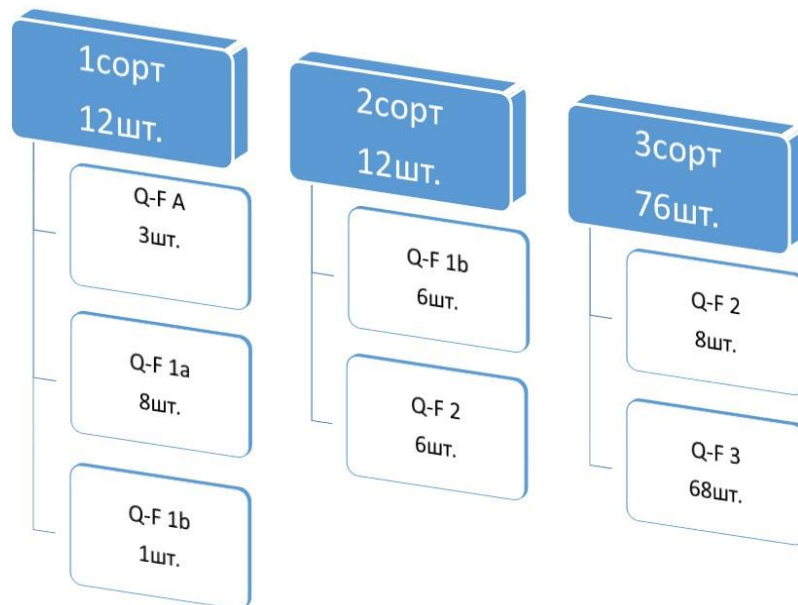 1сорт
12шт.
Q-F A
3шт.
Q-F 1a
8шт.
Q-F 1b
1шт.
2сорт
12шт.
Q-F 1b
6шт.
Q-F 2
6шт.
3сорт
76шт.
Q-F 2
8шт.
Q-F 3
68шт.